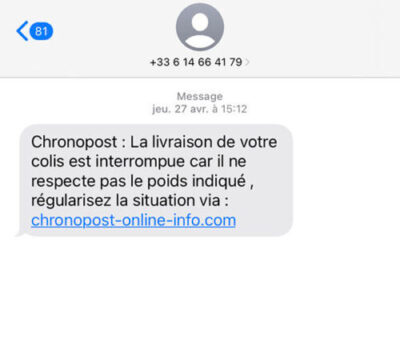 81
+33 6 14 66 41 79 >
Message
jeu. 27 avr. à 15:12
Chronopost : La livraison de votre
colis est interrompue car il ne
respecte pas le poids indiqué ,
régularisez la situation via :
chronopost-online-info.com